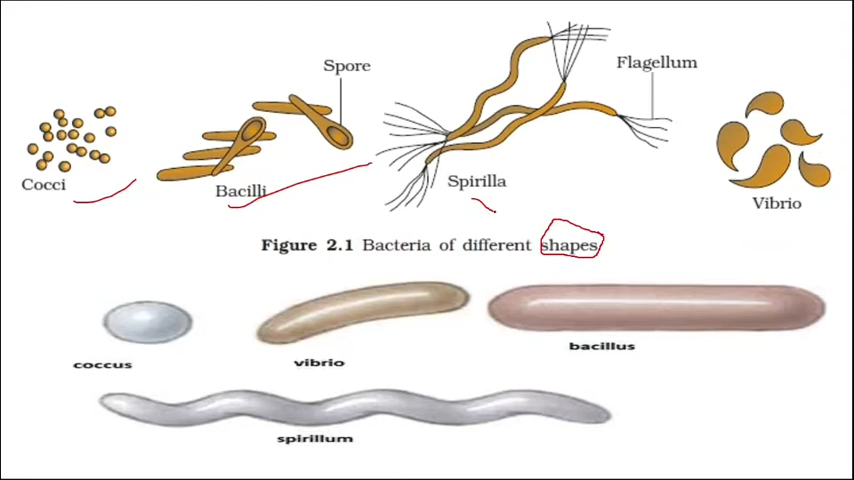 Spore
Flagellum
Cocci
Bacilli
Spirilla
Vibrio
Figure 2.1 Bacteria of different shapes
coccus
vibrio
bacillus
spirillum